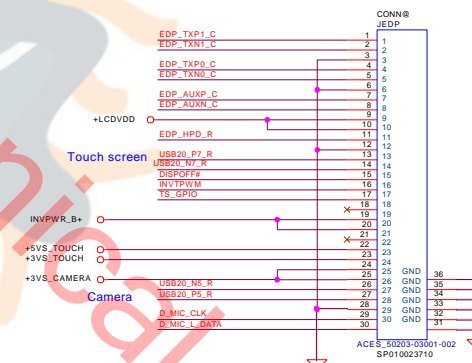 CONN@
JEDP
EDP_TXP1_C 1 1
EDP_TXN1_C 2 2
3 3
EDP_TXP0_C 4 4
EDP_TXN0_C 5 5
6 6
EDP_AUXP_C 7 7
EDP_AUXN_C 8 8
+LCDVDD 9 9
10 10
EDP_HPD_R 11 11
12 12
Touch screen USB20_P7_R 13 13
USB20_N7_R 14 14
DISPOFF# 15 15
INVTPWM 16 16
TS_GPIO 17 17
18 18
INVPWR_B+ 19 19
20 20
21 21
+5VS_TOUCH 22 22
+3VS_TOUCH 23 23
24 24
+3VS_CAMERA 25 25 GND 36
Camera USB20_N5_R 26 26 GND 35
USB20_P5_R 27 27 GND 34
28 28 GND 33
D_MIC_CLK 29 29 GND 32
D_MIC_L_DATA 30 30 GND 31
ACES_50203-03001-002
SP010023710